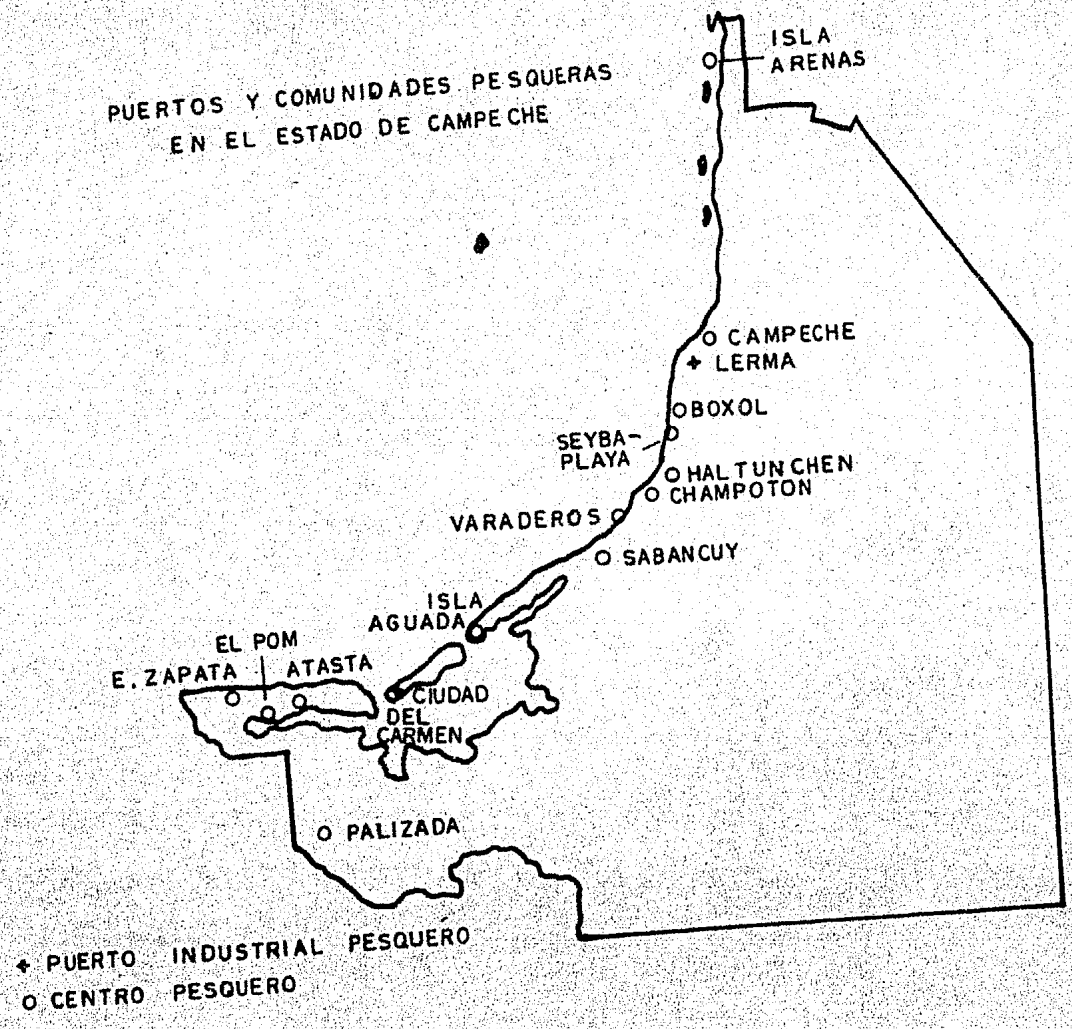 PUERTOS Y COMUNIDADES PESQUERAS
EN EL ESTADO DE CAMPECHE
ISLA
ARENAS
CAMPECHE
LERMA
BOXOL
SEYBA-
PLAYA
HALTUNCHEN
CHAMPOTON
VARADEROS
SABANCUY
ISLA
AGUADA
EL POM
E. ZAPATA
ATASTA
CIUDAD
DEL
CARMEN
PALIZADA
+ PUERTO INDUSTRIAL PESQUERO
O CENTRO PESQUERO